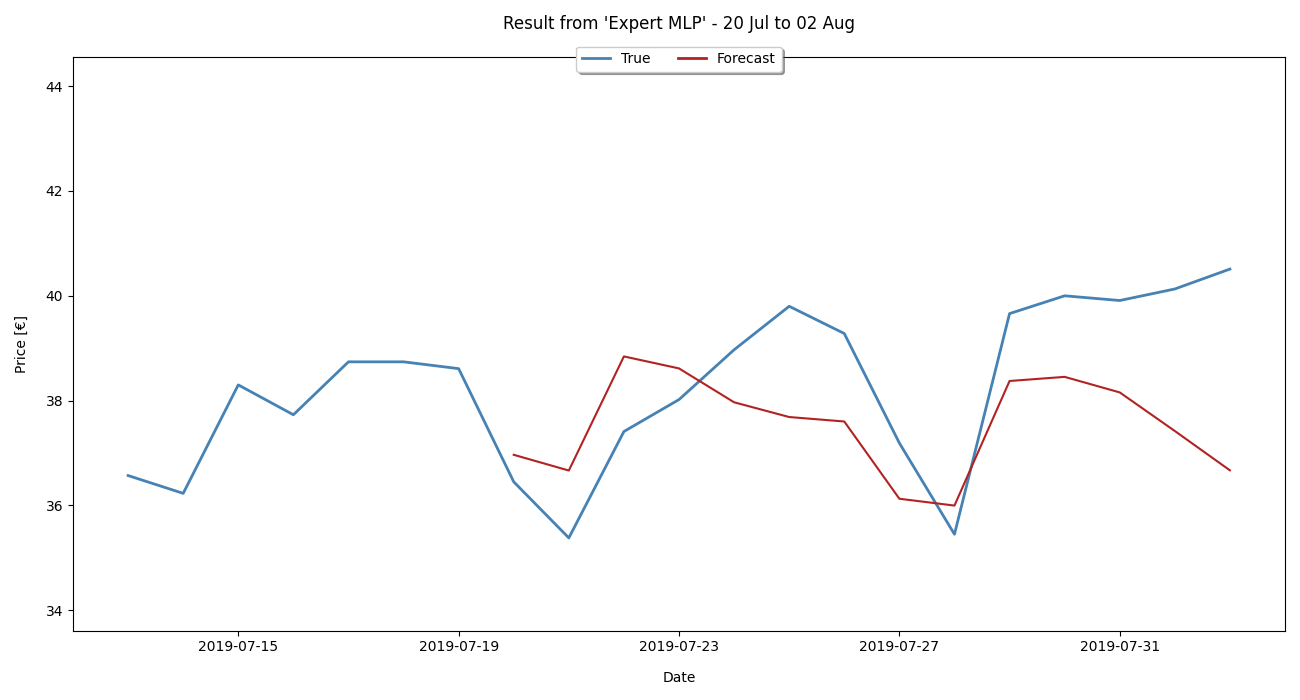 Result from 'Expert MLP' - 20 Jul to 02 Aug
True Forecast
44
42
40
38
36
34
Price [€]
2019-07-15 2019-07-19 2019-07-23 2019-07-27 2019-07-31
Date